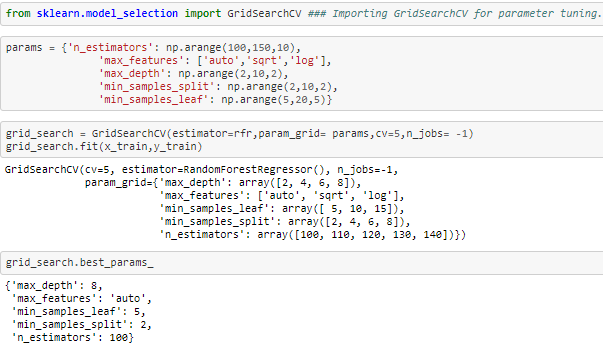 from sklearn.model_selection import GridSearchCV ### Importing GridSearchCV for parameter tuning.
params = {'n_estimators': np.arange(100,150,10),
'max_features': ['auto','sqrt','log'],
'max_depth': np.arange(2,10,2),
'min_samples_split': np.arange(2,10,2),
'min_samples_leaf': np.arange(5,20,5)}
grid_search = GridSearchCV(estimator=rfr,param_grid= params,cv=5,n_jobs= -1)
grid_search.fit(x_train,y_train)
GridSearchCV(cv=5, estimator=RandomForestRegressor(), n_jobs=-1,
param_grid={'max_depth': array([2, 4, 6, 8]),
'max_features': ['auto', 'sqrt', 'log'],
'min_samples_leaf': array([ 5, 10, 15]),
'min_samples_split': array([2, 4, 6, 8]),
'n_estimators': array([100, 110, 120, 130, 140])})
grid_search.best_params_
{'max_depth': 8,
'max_features': 'auto',
'min_samples_leaf': 5,
'min_samples_split': 2,
'n_estimators': 100}